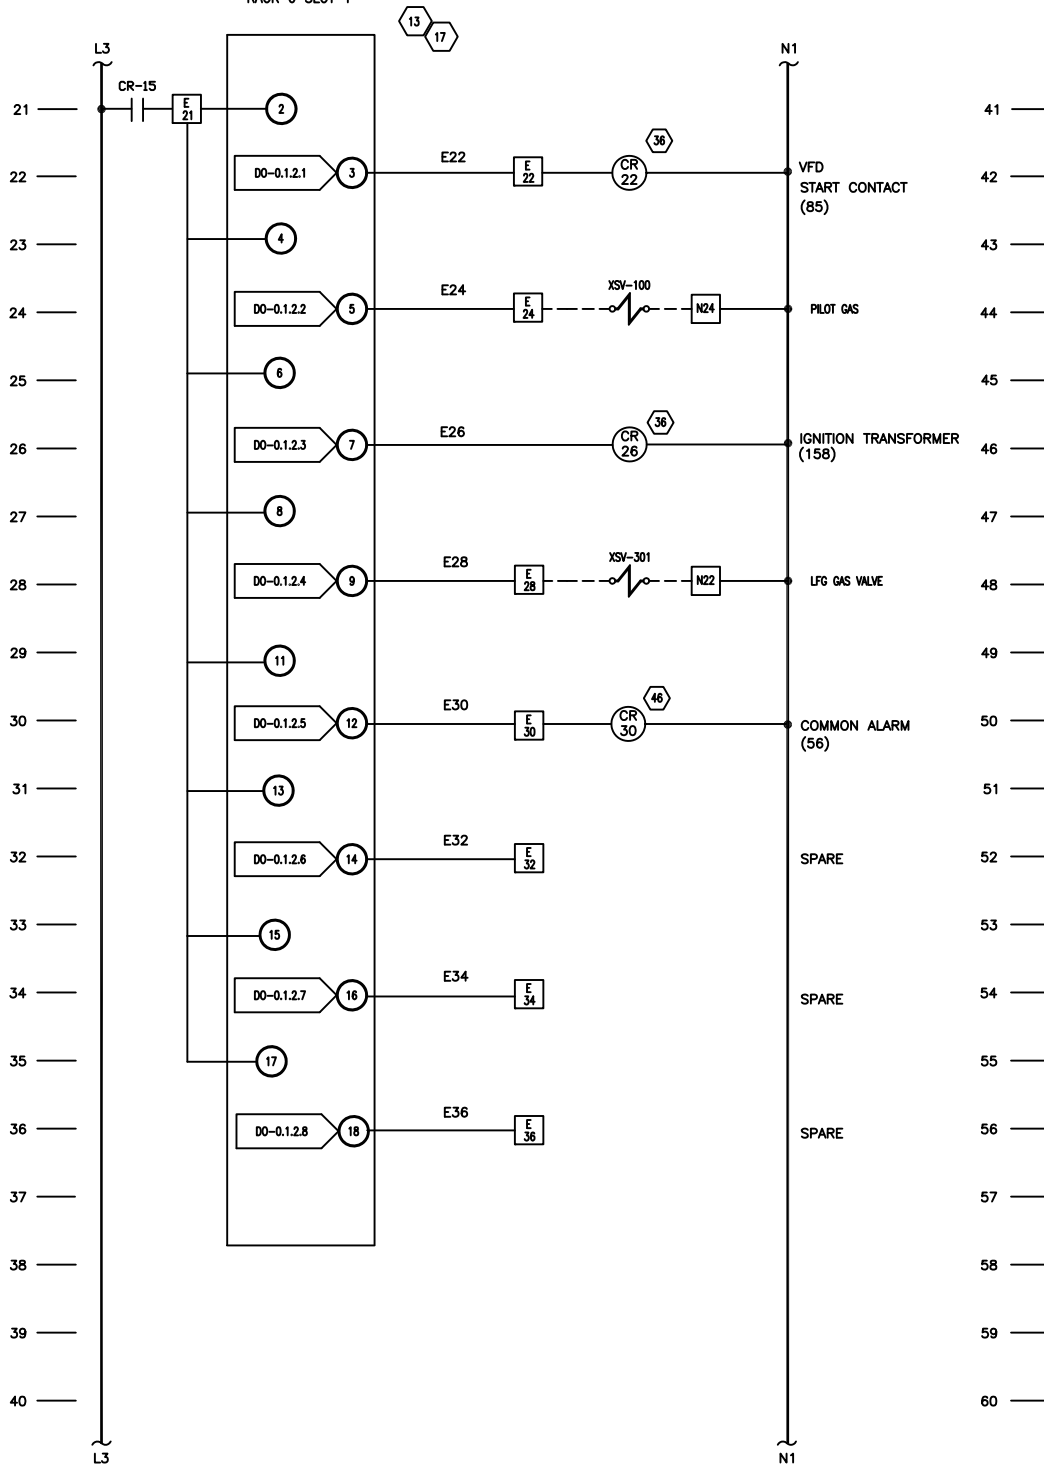 RACK 0 SLOT 1
13
17
L3
N1
CR-15
21
E
21
2
41
36
22
DO-0.1.2.1
3
E22
E
22
CR
22
VFD
START CONTACT
(85)
42
23
4
43
24
DO-0.1.2.2
5
E24
E
24
XSV-100
N24
PILOT GAS
44
25
6
45
36
26
DO-0.1.2.3
7
E26
CR
26
IGNITION TRANSFORMER
(158)
46
27
8
47
28
DO-0.1.2.4
9
E28
E
28
XSV-301
N22
LFG GAS VALVE
48
29
11
49
46
30
DO-0.1.2.5
12
E30
E
30
CR
30
COMMON ALARM
(56)
50
31
13
51
32
DO-0.1.2.6
14
E32
E
32
SPARE
52
33
15
53
34
DO-0.1.2.7
16
E34
E
34
SPARE
54
35
17
55
36
DO-0.1.2.8
18
E36
E
36
SPARE
56
37
57
38
58
39
59
40
60
L3
N1